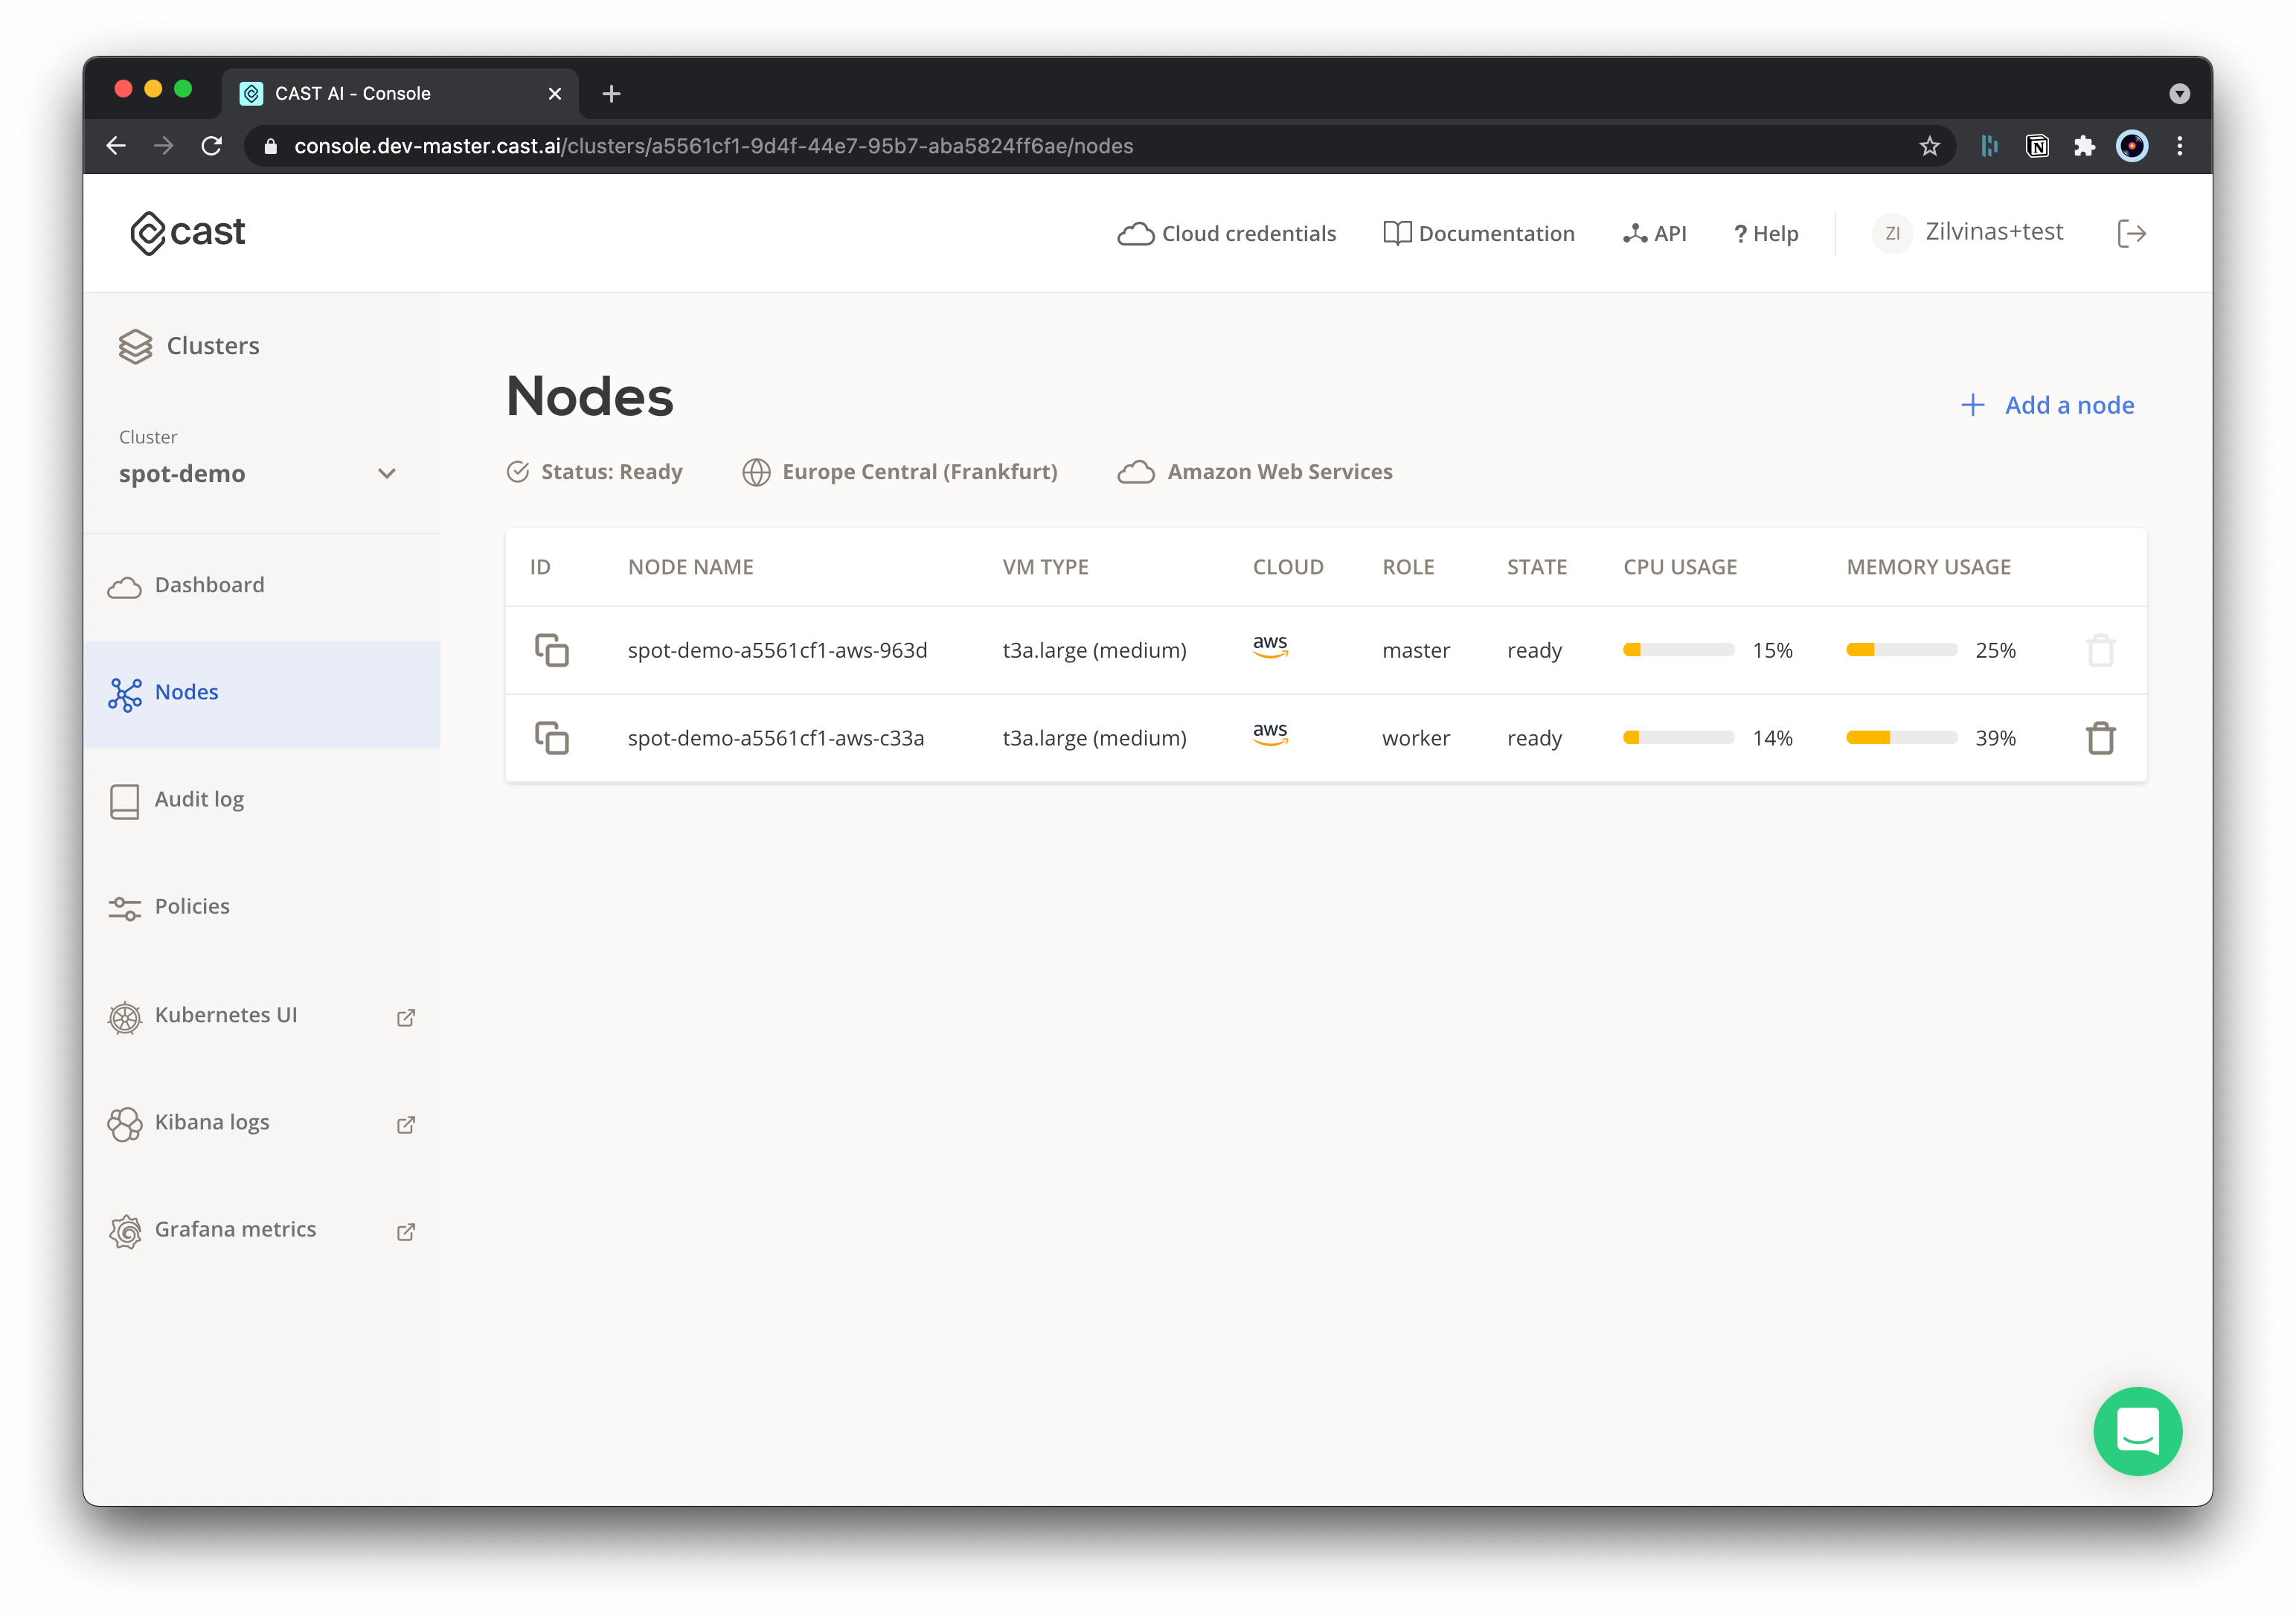 CAST AI - Console
console.dev-master.cast.ai/clusters/a5561cf1-9d4f-44e7-95b7-aba5824ff6ae/nodes
cast
Cloud credentials
Documentation
API
? Help
ZI
Zilvinas+test
Clusters
Cluster
spot-demo
Dashboard
Nodes
Audit log
Policies
Kubernetes UI
Kibana logs
Grafana metrics
Nodes
+ Add a node
Status: Ready
Europe Central (Frankfurt)
Amazon Web Services
ID NODE NAME VM TYPE CLOUD ROLE STATE CPU USAGE MEMORY USAGE
spot-demo-a5561cf1-aws-963d t3a.large (medium) aws master ready 15% 25%
spot-demo-a5561cf1-aws-c33a t3a.large (medium) aws worker ready 14% 39%